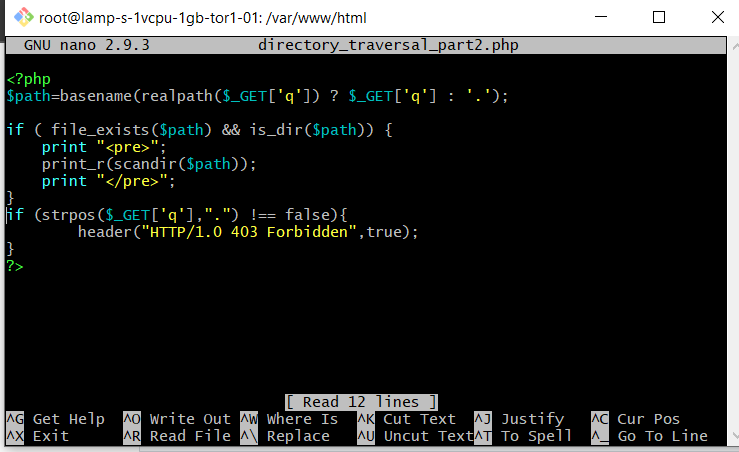 root@lamp-s-1vcpu-1gb-tor1-01: /var/www/html
GNU nano 2.9.3 directory_traversal_part2.php
<?php
$path=basename(realpath($_GET['q']) ? $_GET['q'] : '.');
if ( file_exists($path) && is_dir($path)) {
    print "<pre>";
    print_r(scandir($path));
    print "</pre>";
}
if (strpos($_GET['q'],".") !== false){
        header("HTTP/1.0 403 Forbidden",true);
}
?>
[ Read 12 lines ]
^G Get Help ^O Write Out ^W Where Is ^K Cut Text ^J Justify ^C Cur Pos
^X Exit ^R Read File ^\ Replace ^U Uncut Text ^T To Spell ^_ Go To Line